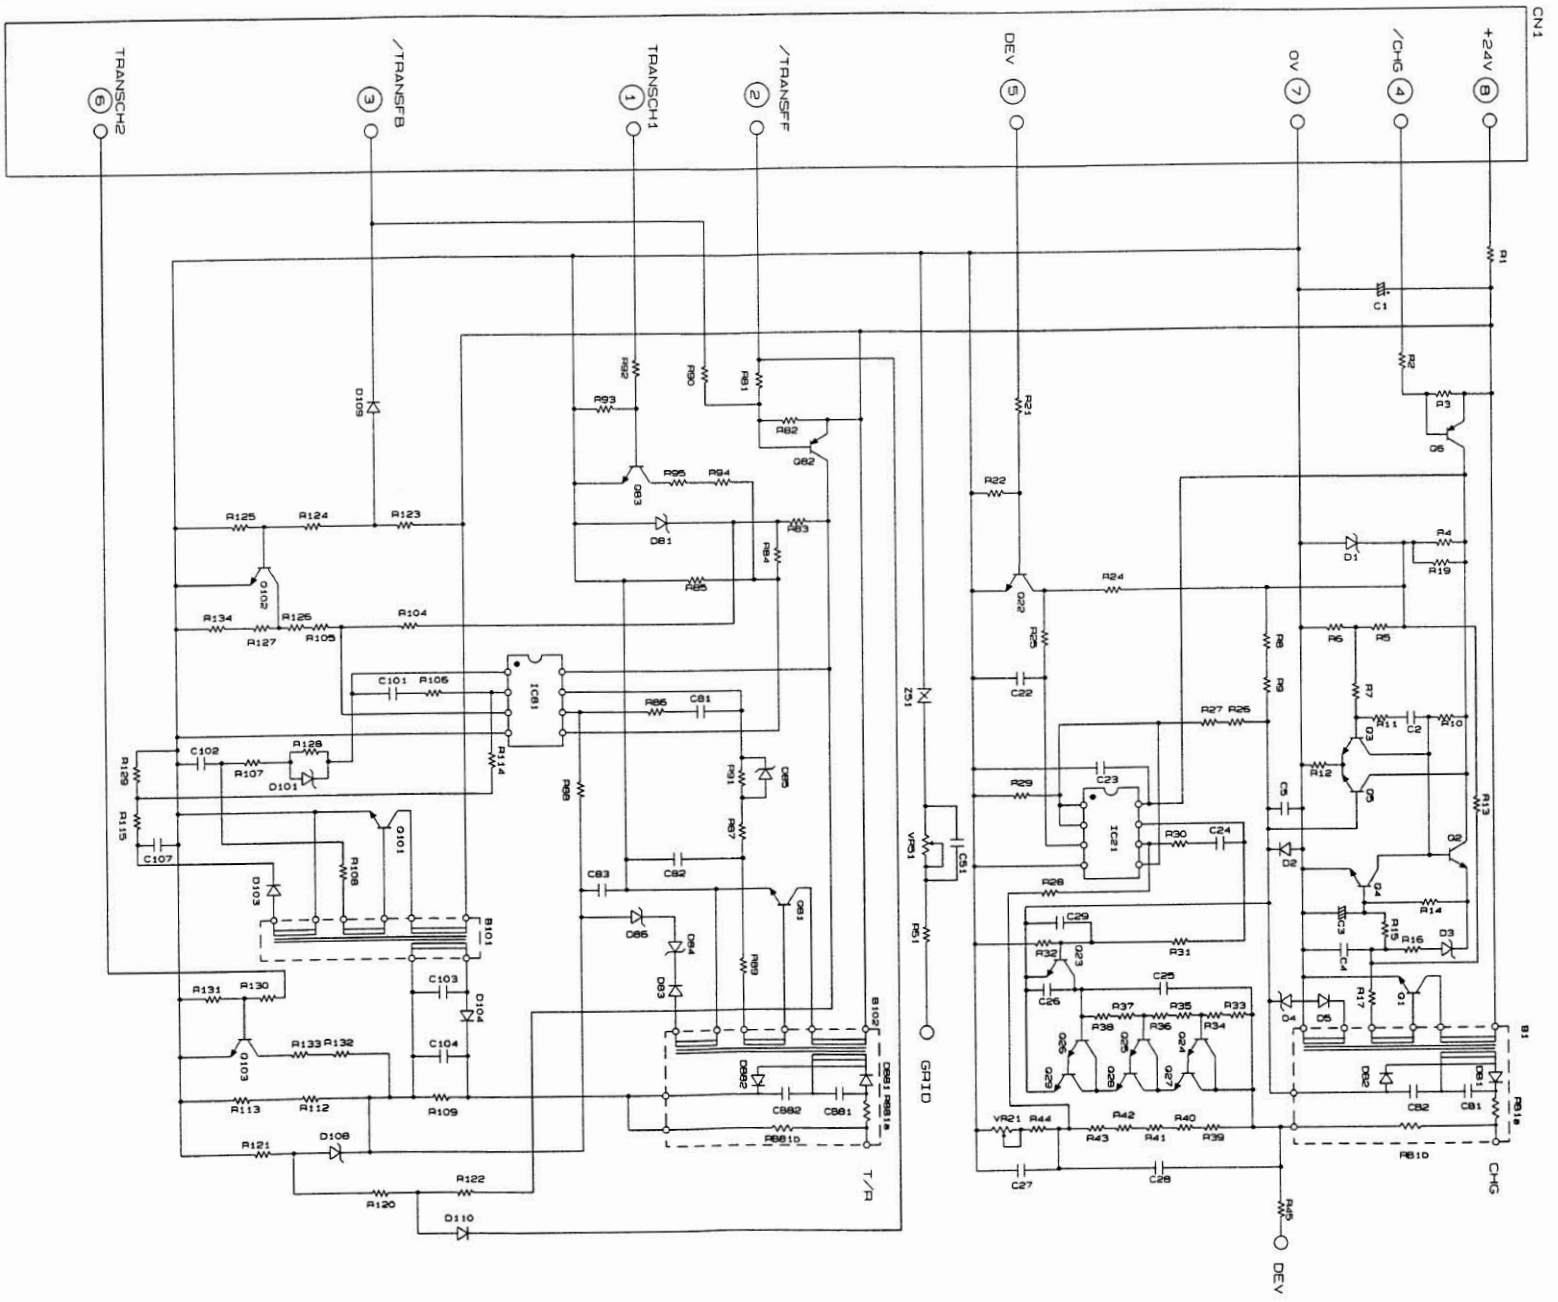 CN1
+24V
8
/CHG
4
0V
7
DEV
5
/TRANSFF
2
TRANSCH1
1
/TRANSFB
3
TRANSCH2
6
R1
C1
R2
R3
Q6
R4
R19
D1
R5
R6
R7
R8
R9
R10
C2
R11
Q3
R12
Q5
R13
C5
D2
Q2
Q4
R14
C3
R15
R16
D3
C4
R17
Q1
D4
D5
B1
DB1
DB2
CB1
CB2
RB1a
RB1b
CHG
R45
DEV
R21
R22
Q22
R24
R25
C22
R27
R26
C23
R29
IC21
R30
C24
R28
C29
R32
R31
Q23
C26
C25
R38
R37
R36
R35
R34
R33
Q26
Q25
Q24
Q29
Q28
Q27
VR21
R44
R43
R42
R41
R40
R39
C27
C28
Z51
VR51
C51
R51
GRID
R92
R90
R81
R93
R82
Q82
Q83
R95
R94
D81
R83
R84
R85
IC81
R86
C81
R88
R91
D85
R87
C83
C82
Q81
D86
D84
D83
R89
B102
DB81
DB82
CB82
CB81
RB81a
RB81b
T/R
D109
R125
R124
R123
Q102
R134
R127
R126
R105
R104
C101
R106
R114
C102
R107
R128
D101
R129
R115
C107
Q101
R108
D103
B101
C103
D104
C104
R131
R130
Q103
R133
R132
R113
R112
R109
R121
D108
R120
R122
D110